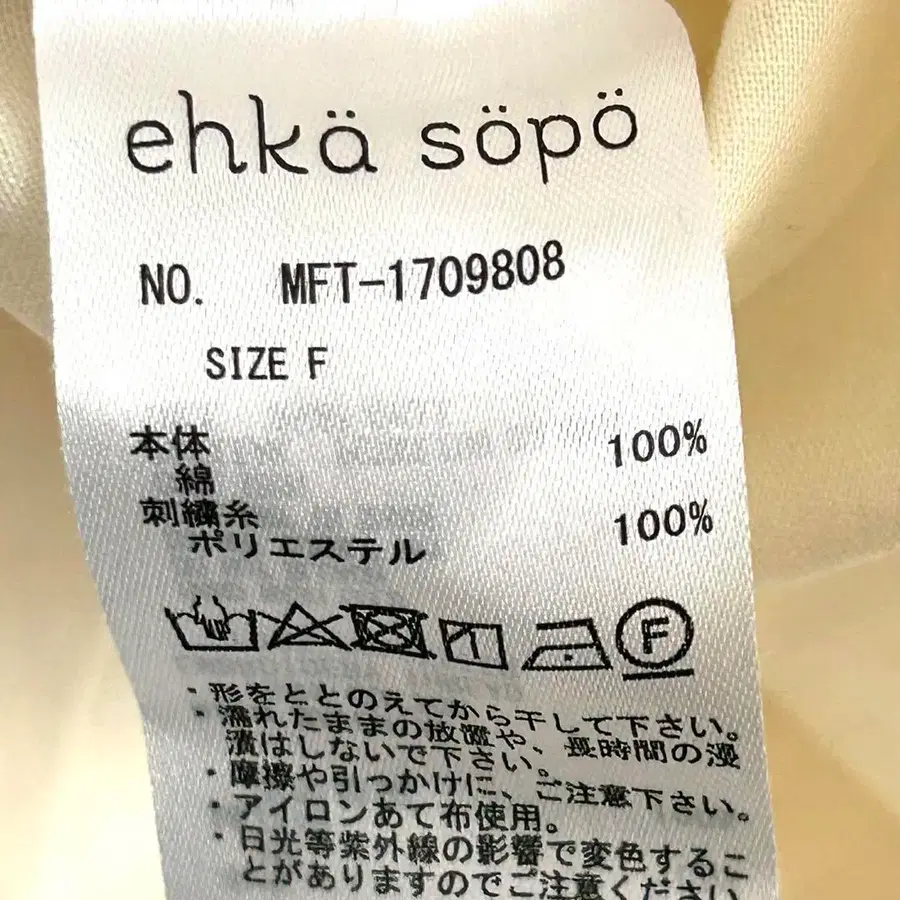 ehkä söpö
NO. MFT-1709808
SIZE F
本体 100%
綿
刺繍糸 100%
ポリエステル
F
・形をととのえてから干して下さい。
・濡れたままの放置や、長時間の浸
漬はしないで下さい。
・摩擦や引っかけに、ご注意下さい。
・アイロンあて布使用。
・日光等紫外線の影響で変色するこ
とがありますのでご注意ください